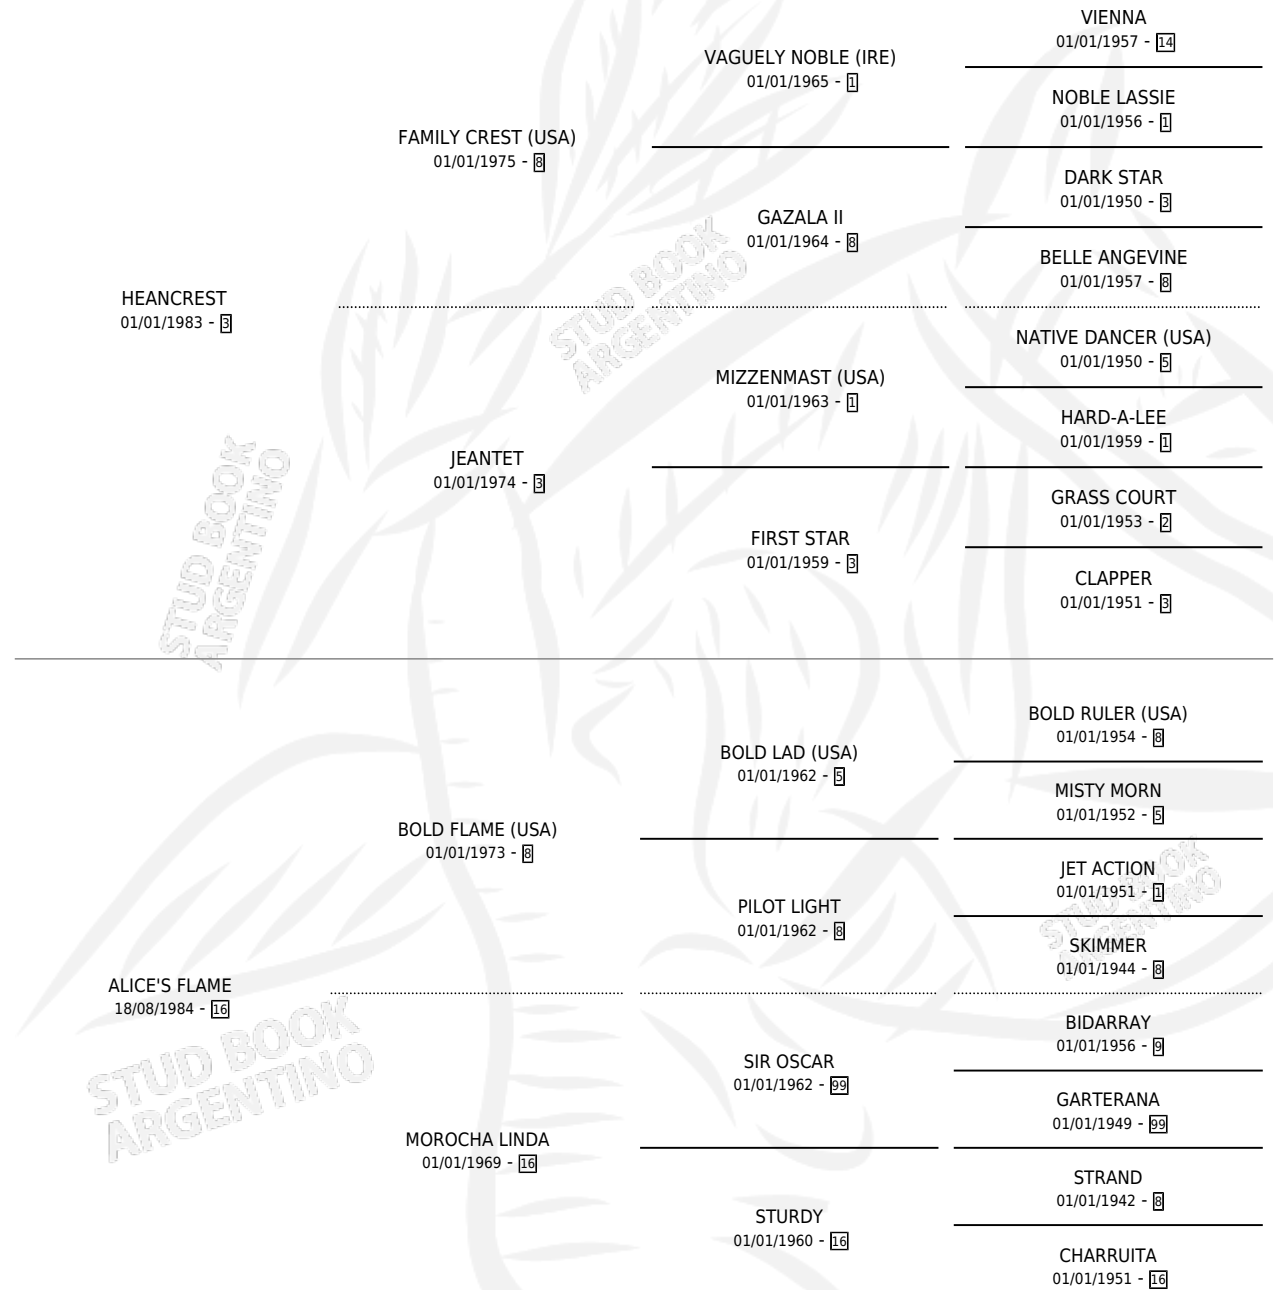 VIENNA
01/01/1957 - 14
VAGUELY NOBLE (IRE)
01/01/1965 - 1
NOBLE LASSIE
01/01/1956 - 1
FAMILY CREST (USA)
01/01/1975 - 8
DARK STAR
01/01/1950 - 3
GAZALA II
01/01/1964 - 8
BELLE ANGEVINE
01/01/1957 - 8
HEANCREST
01/01/1983 - 3
NATIVE DANCER (USA)
01/01/1950 - 5
MIZZENMAST (USA)
01/01/1963 - 1
HARD-A-LEE
01/01/1959 - 1
JEANTET
01/01/1974 - 3
GRASS COURT
01/01/1953 - 2
FIRST STAR
01/01/1959 - 3
CLAPPER
01/01/1951 - 3
STUD BOOK
ARGENTINO
STUD BOOK
ARGENTINO
BOLD RULER (USA)
01/01/1954 - 8
BOLD LAD (USA)
01/01/1962 - 5
MISTY MORN
01/01/1952 - 5
BOLD FLAME (USA)
01/01/1973 - 8
JET ACTION
01/01/1951 - 1
PILOT LIGHT
01/01/1962 - 8
SKIMMER
01/01/1944 - 8
ALICE'S FLAME
18/08/1984 - 16
BIDARRAY
01/01/1956 - 9
SIR OSCAR
01/01/1962 - 99
GARTERANA
01/01/1949 - 99
MOROCHA LINDA
01/01/1969 - 16
STRAND
01/01/1942 - 8
STURDY
01/01/1960 - 16
CHARRUITA
01/01/1951 - 16
STUD BOOK
ARGENTINO
STUD BOOK
ARGENTINO